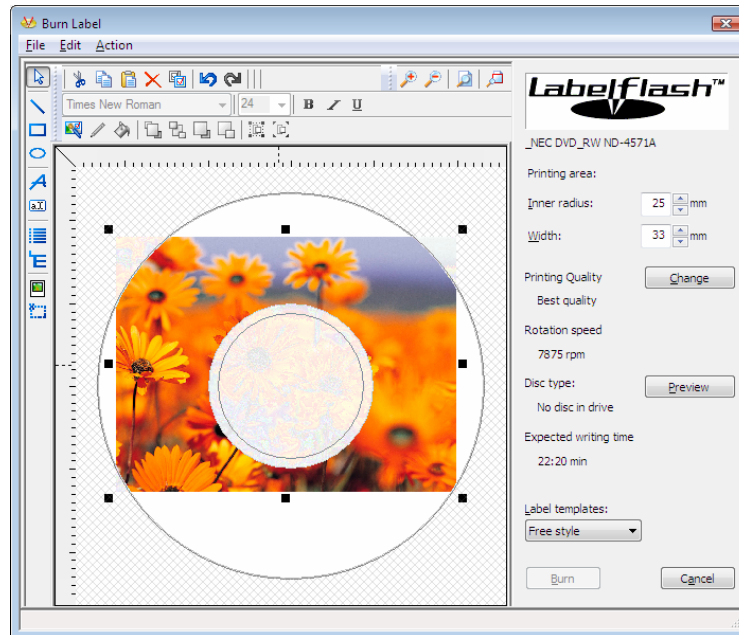 Burn Label
File Edit Action
Times New Roman 24 B I U
A
a
E
Labelflash™
_NEC DVD_RW ND-4571A
Printing area:
Inner radius: 25 mm
Width: 33 mm
Printing Quality Change
Best quality
Rotation speed
7875 rpm
Disc type: Preview
No disc in drive
Expected writing time
22:20 min
Label templates:
Free style
Burn Cancel